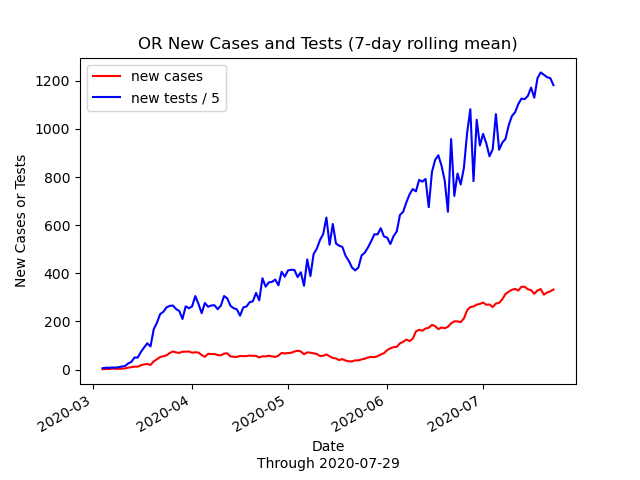 OR New Cases and Tests (7-day rolling mean)
new cases
new tests / 5
New Cases or Tests
1200
1000
800
600
400
200
0
2020-03
2020-04
2020-05
2020-06
2020-07
Date
Through 2020-07-29